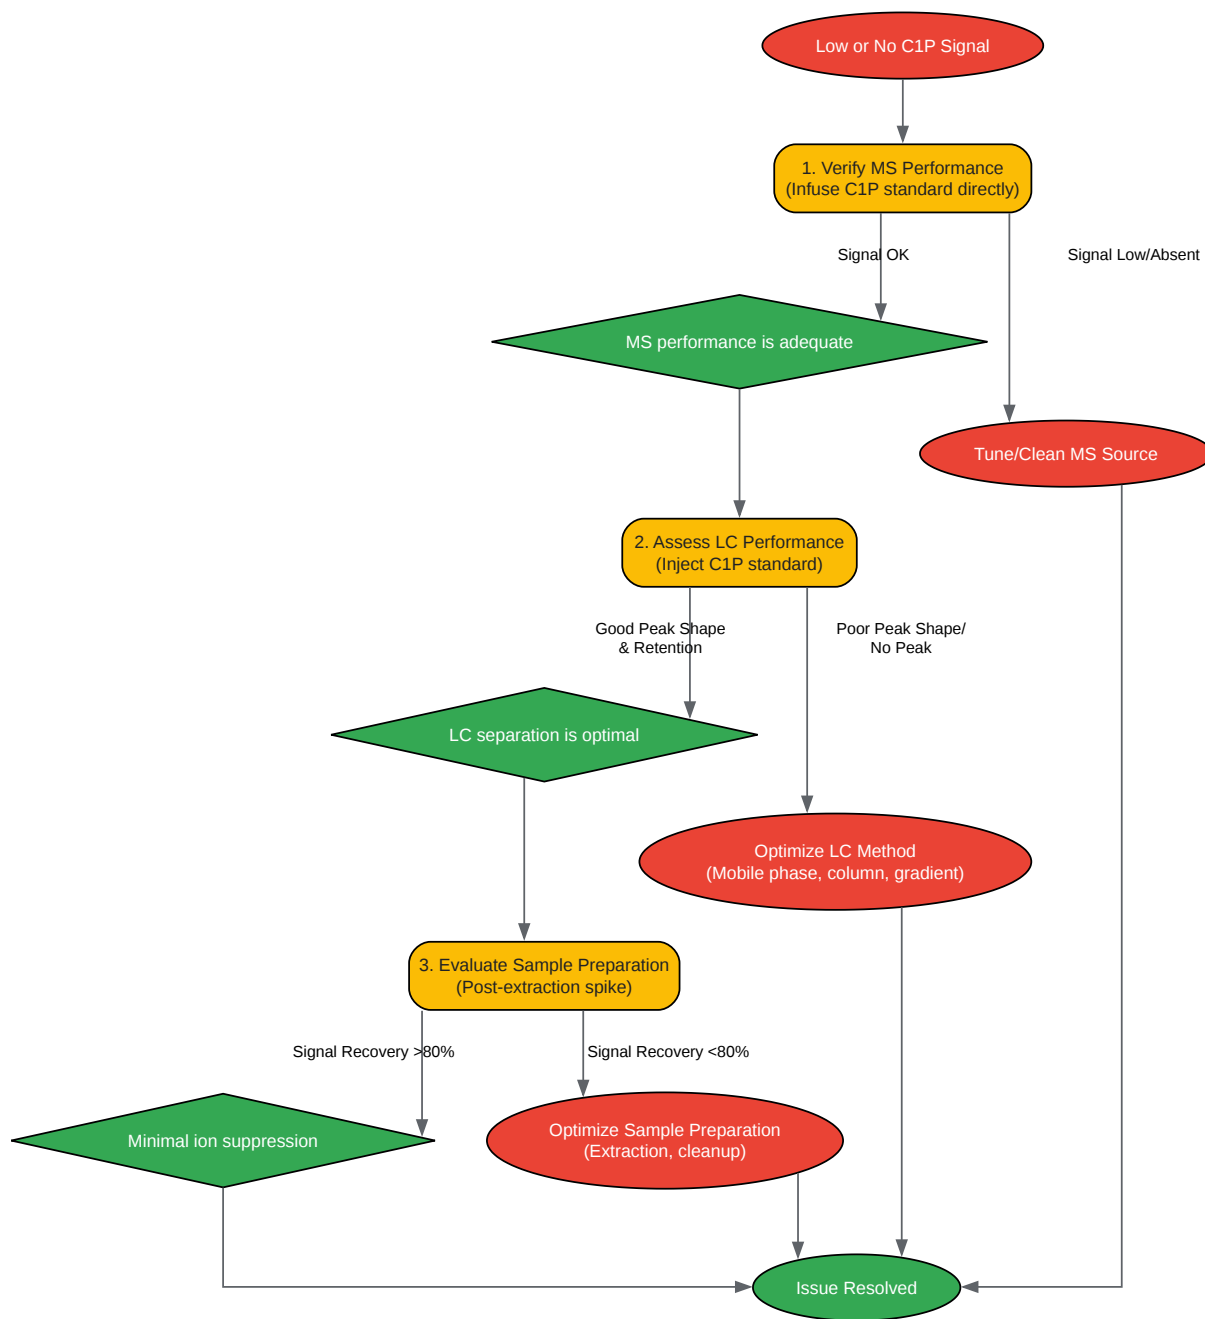 Low or No C1P Signal
1. Verify MS Performance
(Infuse C1P standard directly)
Signal OK
Signal Low/Absent
MS performance is adequate
Tune/Clean MS Source
2. Assess LC Performance
(Inject C1P standard)
Good Peak Shape
& Retention
Poor Peak Shape/
No Peak
LC separation is optimal
Optimize LC Method
(Mobile phase, column, gradient)
3. Evaluate Sample Preparation
(Post-extraction spike)
Signal Recovery >80%
Signal Recovery <80%
Minimal ion suppression
Optimize Sample Preparation
(Extraction, cleanup)
Issue Resolved